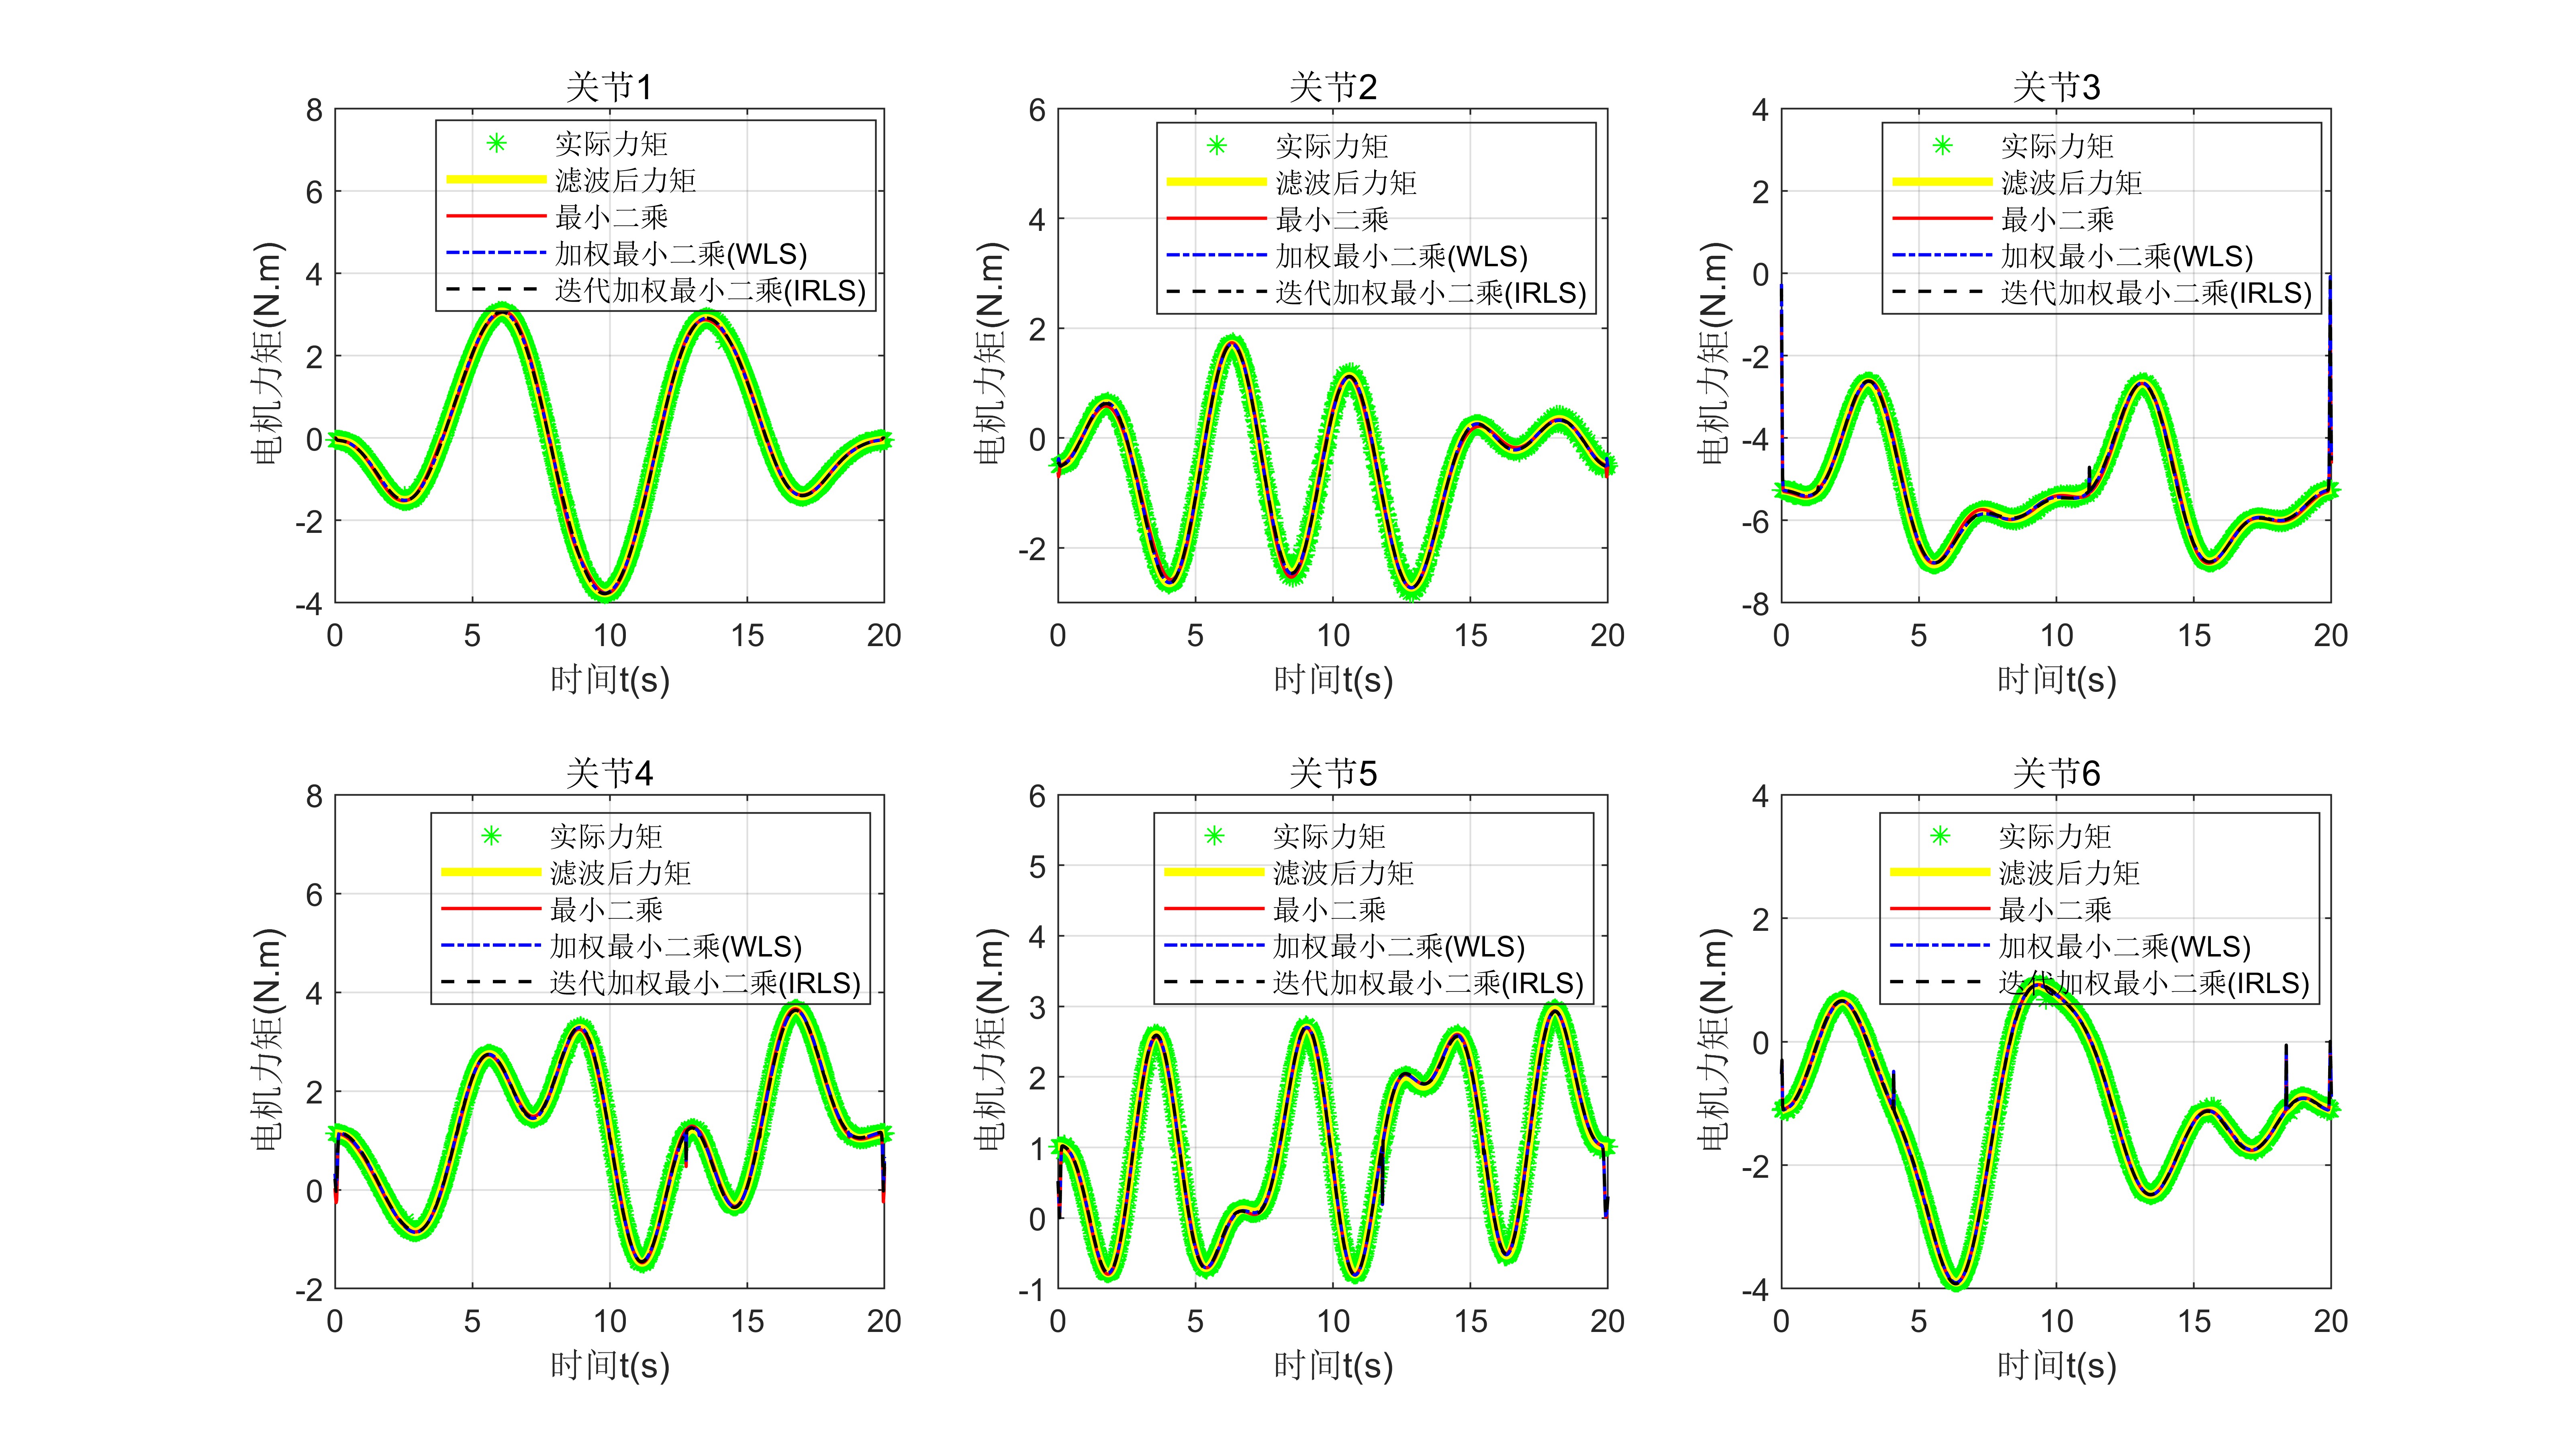 关节1
8
6
4
2
0
-2
-4
电机力矩(N.m)
实际力矩
滤波后力矩
最小二乘
加权最小二乘(WLS)
迭代加权最小二乘(IRLS)
0 5 10 15 20
时间t(s)
关节2
6
4
2
0
-2
电机力矩(N.m)
实际力矩
滤波后力矩
最小二乘
加权最小二乘(WLS)
迭代加权最小二乘(IRLS)
0 5 10 15 20
时间t(s)
关节3
4
2
0
-2
-4
-6
-8
电机力矩(N.m)
实际力矩
滤波后力矩
最小二乘
加权最小二乘(WLS)
迭代加权最小二乘(IRLS)
0 5 10 15 20
时间t(s)
关节4
8
6
4
2
0
-2
电机力矩(N.m)
实际力矩
滤波后力矩
最小二乘
加权最小二乘(WLS)
迭代加权最小二乘(IRLS)
0 5 10 15 20
时间t(s)
关节5
6
5
4
3
2
1
0
-1
电机力矩(N.m)
实际力矩
滤波后力矩
最小二乘
加权最小二乘(WLS)
迭代加权最小二乘(IRLS)
0 5 10 15 20
时间t(s)
关节6
4
2
0
-2
-4
电机力矩(N.m)
实际力矩
滤波后力矩
最小二乘
加权最小二乘(WLS)
迭代加权最小二乘(IRLS)
0 5 10 15 20
时间t(s)